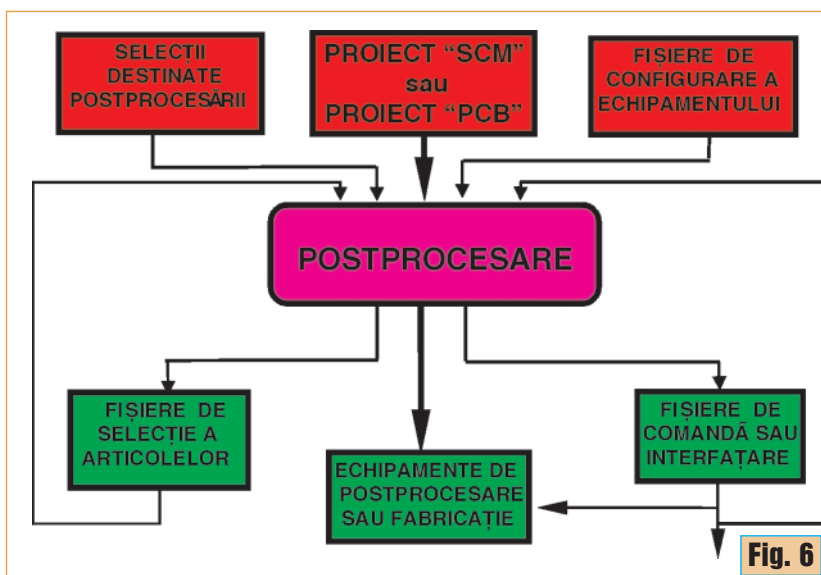 SELECȚII
DESTINATE
POSTPROCESĂRII
PROIECT “SCM”
sau
PROIECT “PCB”
FIȘIERE DE
CONFIGURARE A
ECHIPAMENTULUI
POSTPROCESARE
FIȘIERE DE
SELECȚIE A
ARTICOLELOR
ECHIPAMENTE DE
POSTPROCESARE
SAU FABRICAȚIE
FIȘIERE DE
COMANDĂ SAU
INTERFAȚARE
Fig. 6